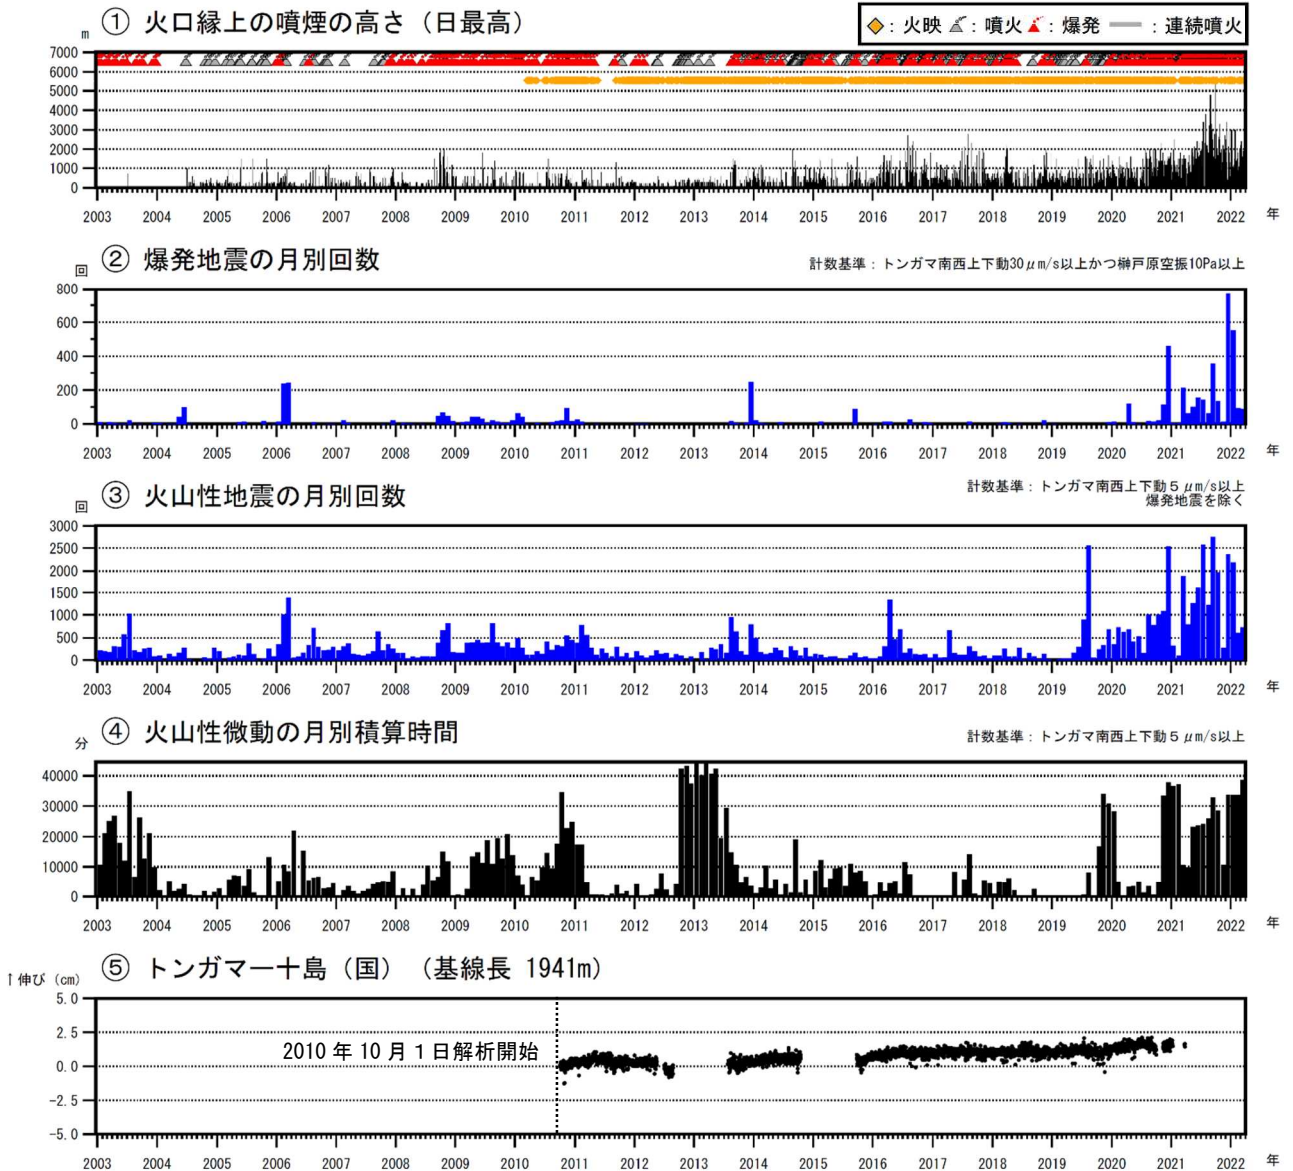 ① 火口縁上の噴煙の高さ（日最高）
◆：火映 ：噴火 ：爆発 ：連続噴火
m
7000
6000
5000
4000
3000
2000
1000
0
2003 2004 2005 2006 2007 2008 2009 2010 2011 2012 2013 2014 2015 2016 2017 2018 2019 2020 2021 2022 年
② 爆発地震の月別回数
計数基準：トンガマ南西上下動30μm/s以上かつ榊戸原空振10Pa以上
回
800
600
400
200
0
2003 2004 2005 2006 2007 2008 2009 2010 2011 2012 2013 2014 2015 2016 2017 2018 2019 2020 2021 2022 年
③ 火山性地震の月別回数
計数基準：トンガマ南西上下動５μm/s以上
爆発地震を除く
回
3000
2500
2000
1500
1000
500
0
2003 2004 2005 2006 2007 2008 2009 2010 2011 2012 2013 2014 2015 2016 2017 2018 2019 2020 2021 2022 年
④ 火山性微動の月別積算時間
計数基準：トンガマ南西上下動５μm/s以上
分
40000
30000
20000
10000
0
2003 2004 2005 2006 2007 2008 2009 2010 2011 2012 2013 2014 2015 2016 2017 2018 2019 2020 2021 2022 年
⑤ トンガマー十島（国）（基線長 1941m）
↑伸び（cm）
5.0
2.5
0.0
-2.5
-5.0
2010年10月１日解析開始
2003 2004 2005 2006 2007 2008 2009 2010 2011 2012 2013 2014 2015 2016 2017 2018 2019 2020 2021 2022 年